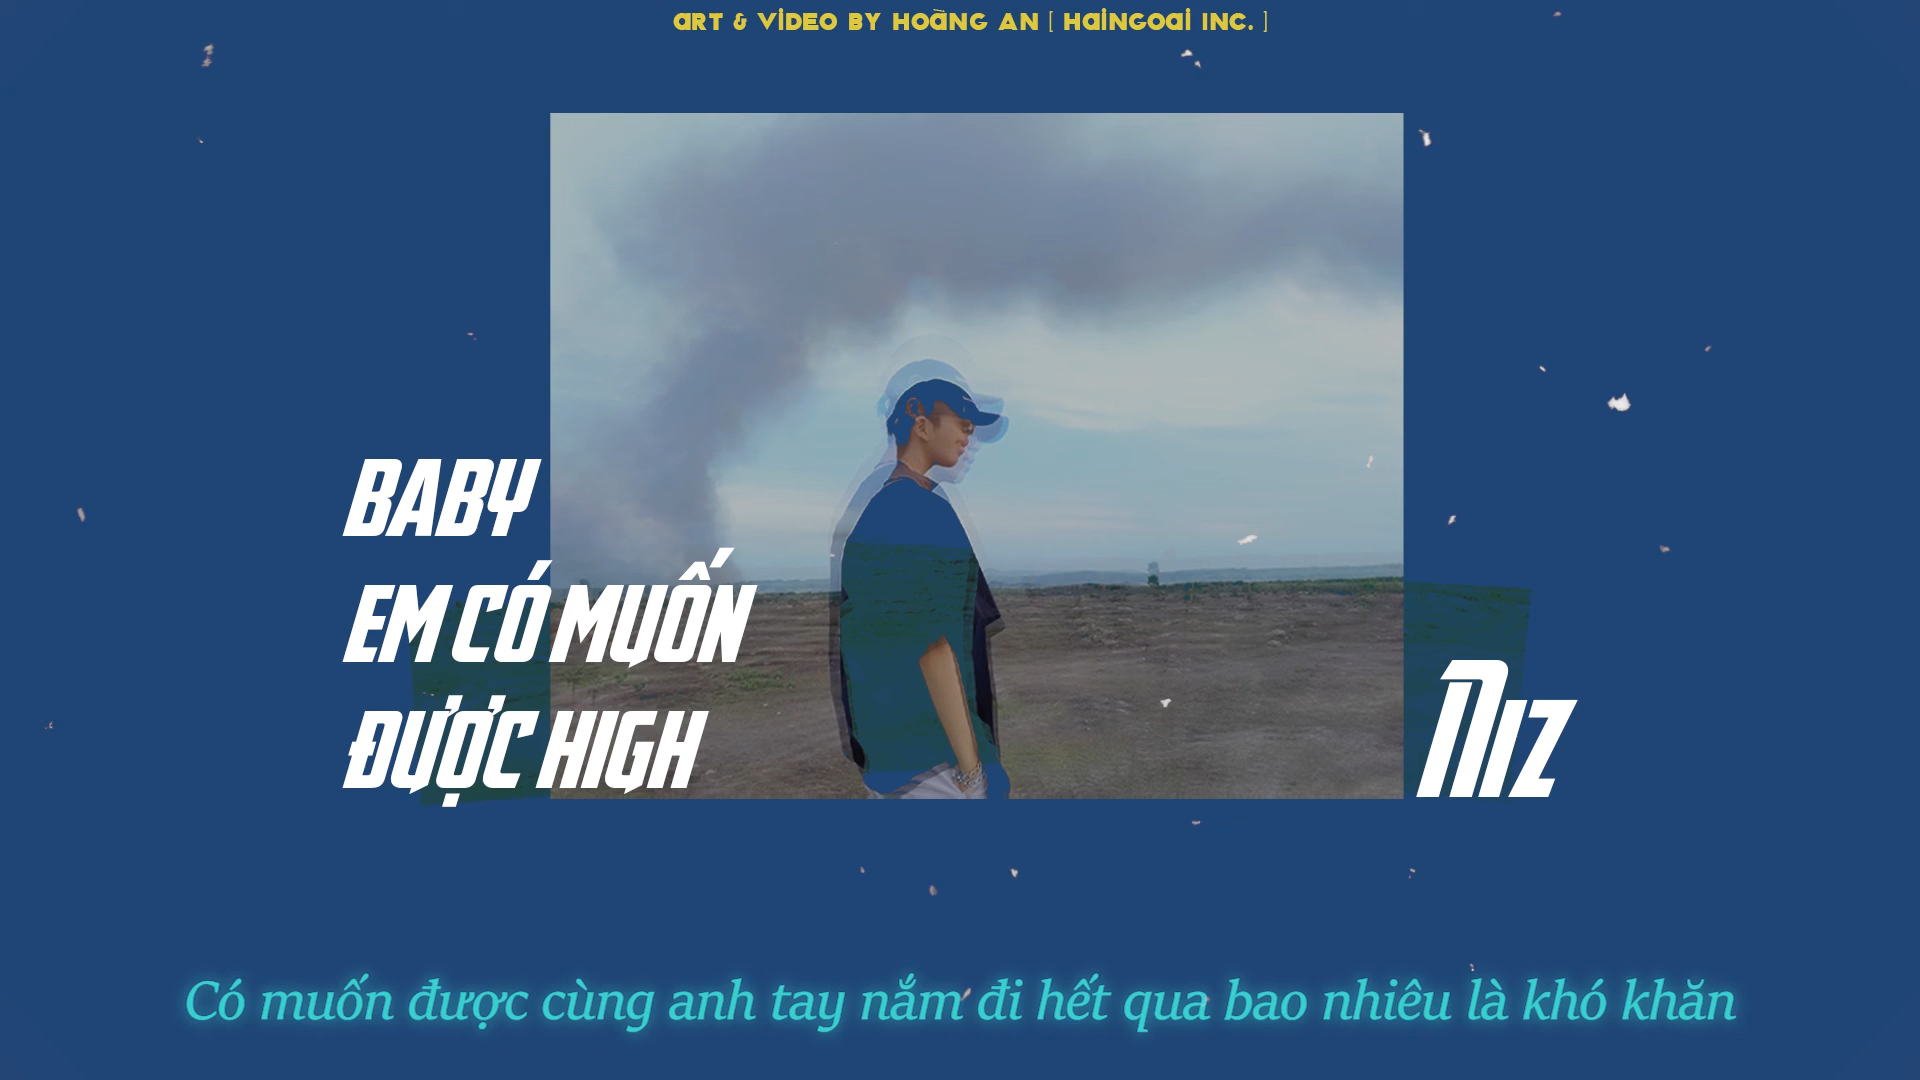 ART & VIDEO BY HOÀNG AN [ HAINGOAI INC. ]
BABY
EM CÓ MUỐN
ĐƯỢC HIGH
NIZ
Có muốn được cùng anh tay nắm đi hết qua bao nhiêu là khó khăn